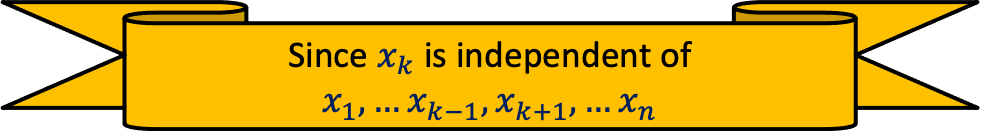 Since 𝒙ₖ is independent of
𝒙₁, … 𝒙ₖ₋₁, 𝒙ₖ₊₁, … 𝒙ₙ